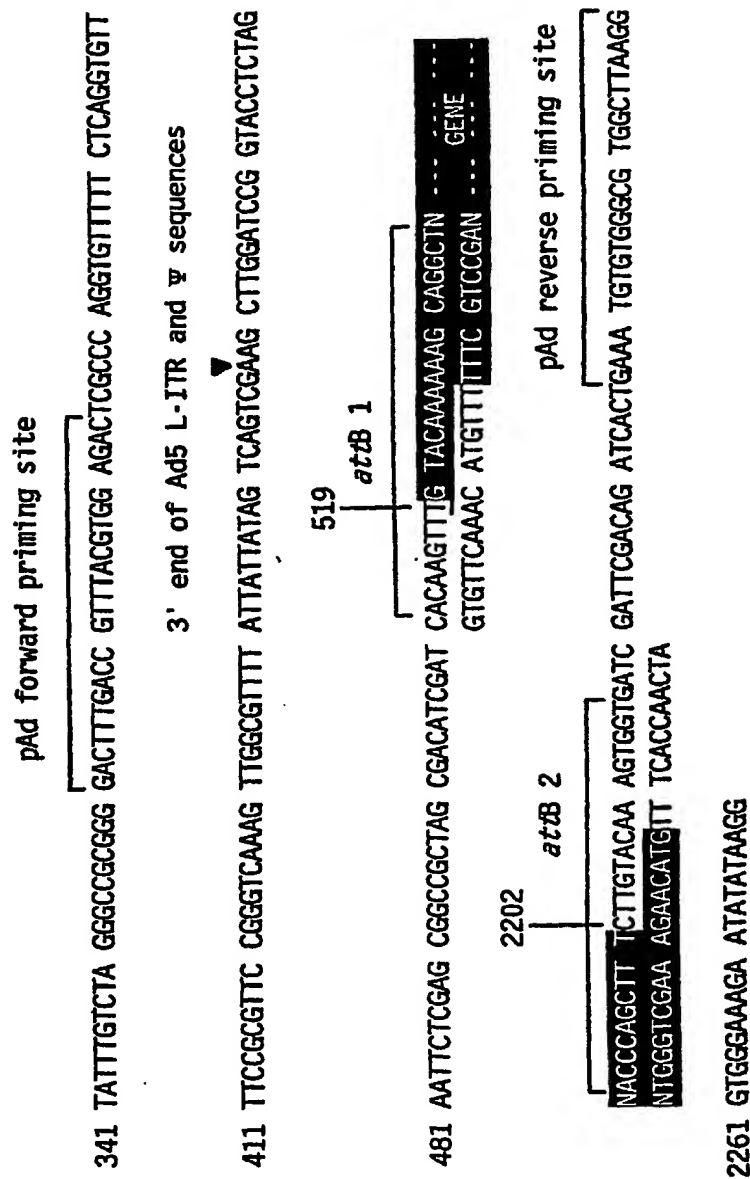 pAd forward priming site
341 TATTTGTCTA GGGCCGCGGG GACTTTGACC GTTTACGTGG AGACTCGCCC AGGTGTTTTT CTCAGGTGTT
3' end of Ad5 L-ITR and Ψ sequences
411 TTCCGCGTTC CGGGTCAAAG TTGGCGTTTT ATTATTATAG TCAGTCGAAG CTTGGATCCG GTACCTCTAG
519
attB 1
481 AATTCTCGAG CGGCCGCTAG CGACATCGAT CACAAGTTTG TACAAAAAAG CAGGCTN --- ---
GENE
GTGTTCAAAC ATGTTTTTTC GTCCGAN --- ---
2202
attB 2
pAd reverse priming site
NACCCAGCTT TCTTGTACAA AGTGGTGATC GATTCGACAG ATCACTGAAA TGTGTGGGCG TGGCTTAAGG
NTGGGTCGAA AGAACATGTT TCACCAACTA
2261 GTGGGAAAGA ATATATAAGG